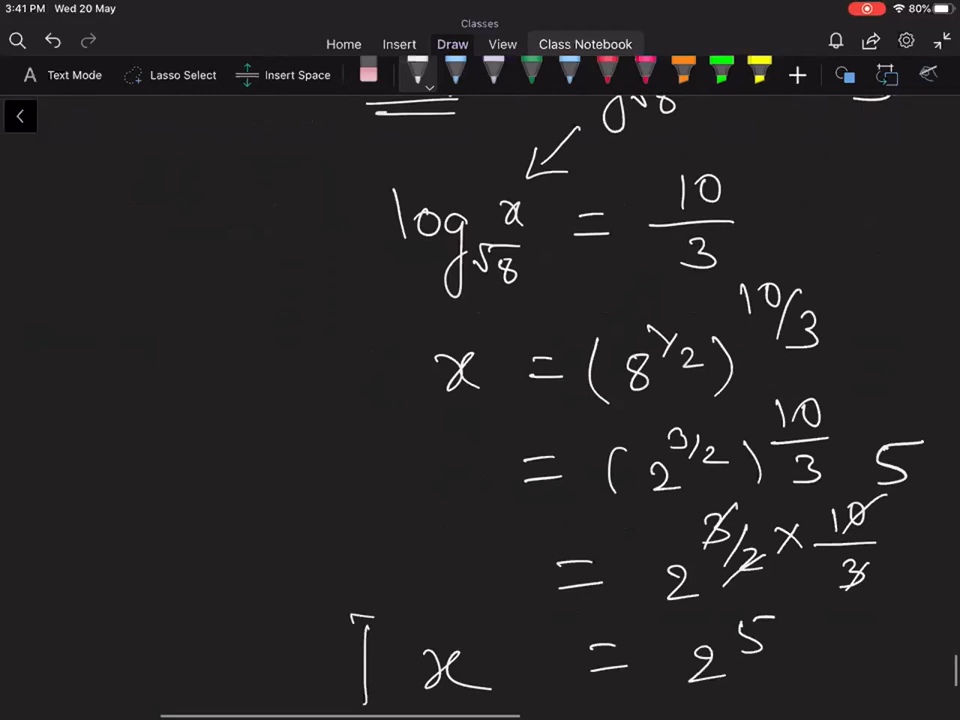 3:41 PM Wed 20 May
80%
Classes
Home Insert Draw View Class Notebook
A Text Mode Lasso Select Insert Space
g√8
log√8 x = 10/3
x = (8^1/2)^10/3
= (2^3/2)^10/3 5
= 2^3/2 × 10/3
x = 2^5